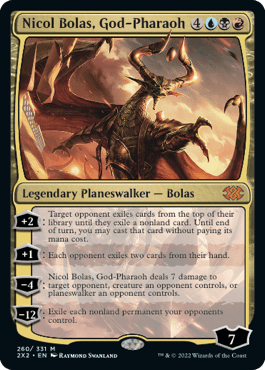 Nicol Bolas, God-Pharaoh 4
Legendary Planeswalker — Bolas
+2
Target opponent exiles cards from the top of their
library until they exile a nonland card. Until end
of turn, you may cast that card without paying
its mana cost.
+1
Each opponent exiles two cards from their hand.
-4
Nicol Bolas, God-Pharaoh deals 7 damage to
target opponent, creature an opponent controls, or
planeswalker an opponent controls.
-12
Exile each nonland permanent your opponents
control.
7
260/331 M
2X2 • EN RAYMOND SWANLAND
™ & © 2022 Wizards of the Coast